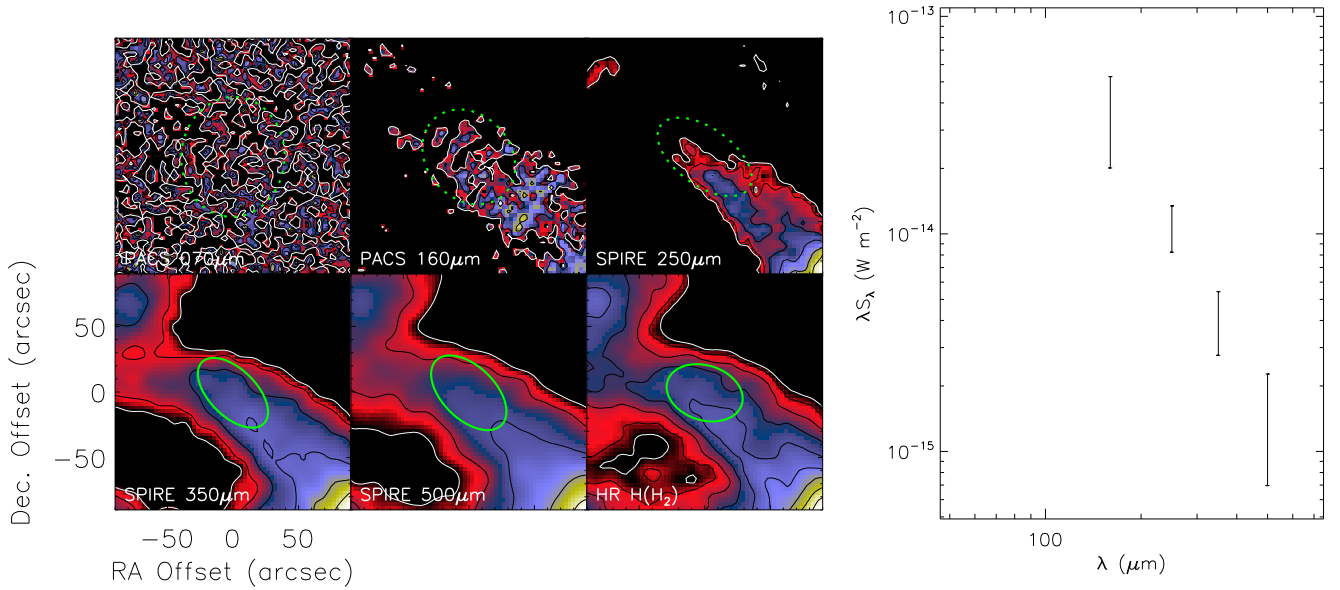 PACS 070μm
PACS 160μm
SPIRE 250μm
SPIRE 350μm
SPIRE 500μm
HR H(H₂)
Dec. Offset (arcsec)
50
0
−50
−50 0 50
RA Offset (arcsec)
10⁻¹³
10⁻¹⁴
10⁻¹⁵
λS_λ (W m⁻²)
100
λ (μm)